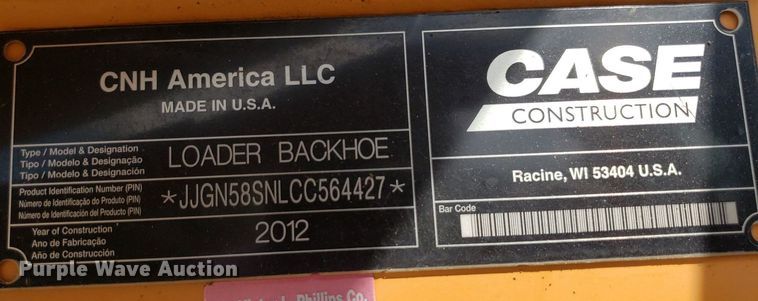 CNH America LLC
MADE IN U.S.A.
Type / Model & Designation
Tipo / Modelo & Designação
Tipo / Modelo & Designación
LOADER BACKHOE
Product Identification Number (PIN)
Número de Identificação do Produto (PIN)
Número de Identificación del Producto (PIN)
*JJGN58SNLCC564427*
Year of Construction
Ano de Fabricação
Año de Construcción
2012
CASE
CONSTRUCTION
Racine, WI 53404 U.S.A.
Bar Code
Purple Wave Auction
Phillips Co.